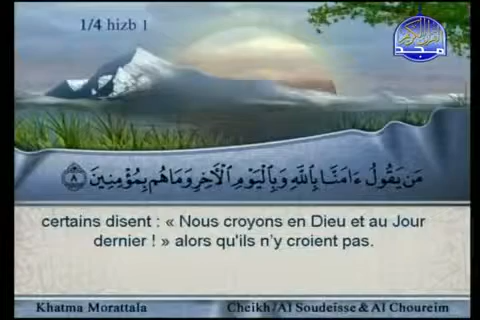 1/4 hizb 1
مجد
مَن يَقُولُ ءَامَنَّا بِٱللَّهِ وَبِٱلْيَوْمِ ٱلْءَاخِرِ وَمَا هُم بِمُؤْمِنِينَ ٨
certains disent : « Nous croyons en Dieu et au Jour
dernier ! » alors qu'ils n'y croient pas.
Khatma Morattala
Cheikh/Al Soudeisse & Al Choureim